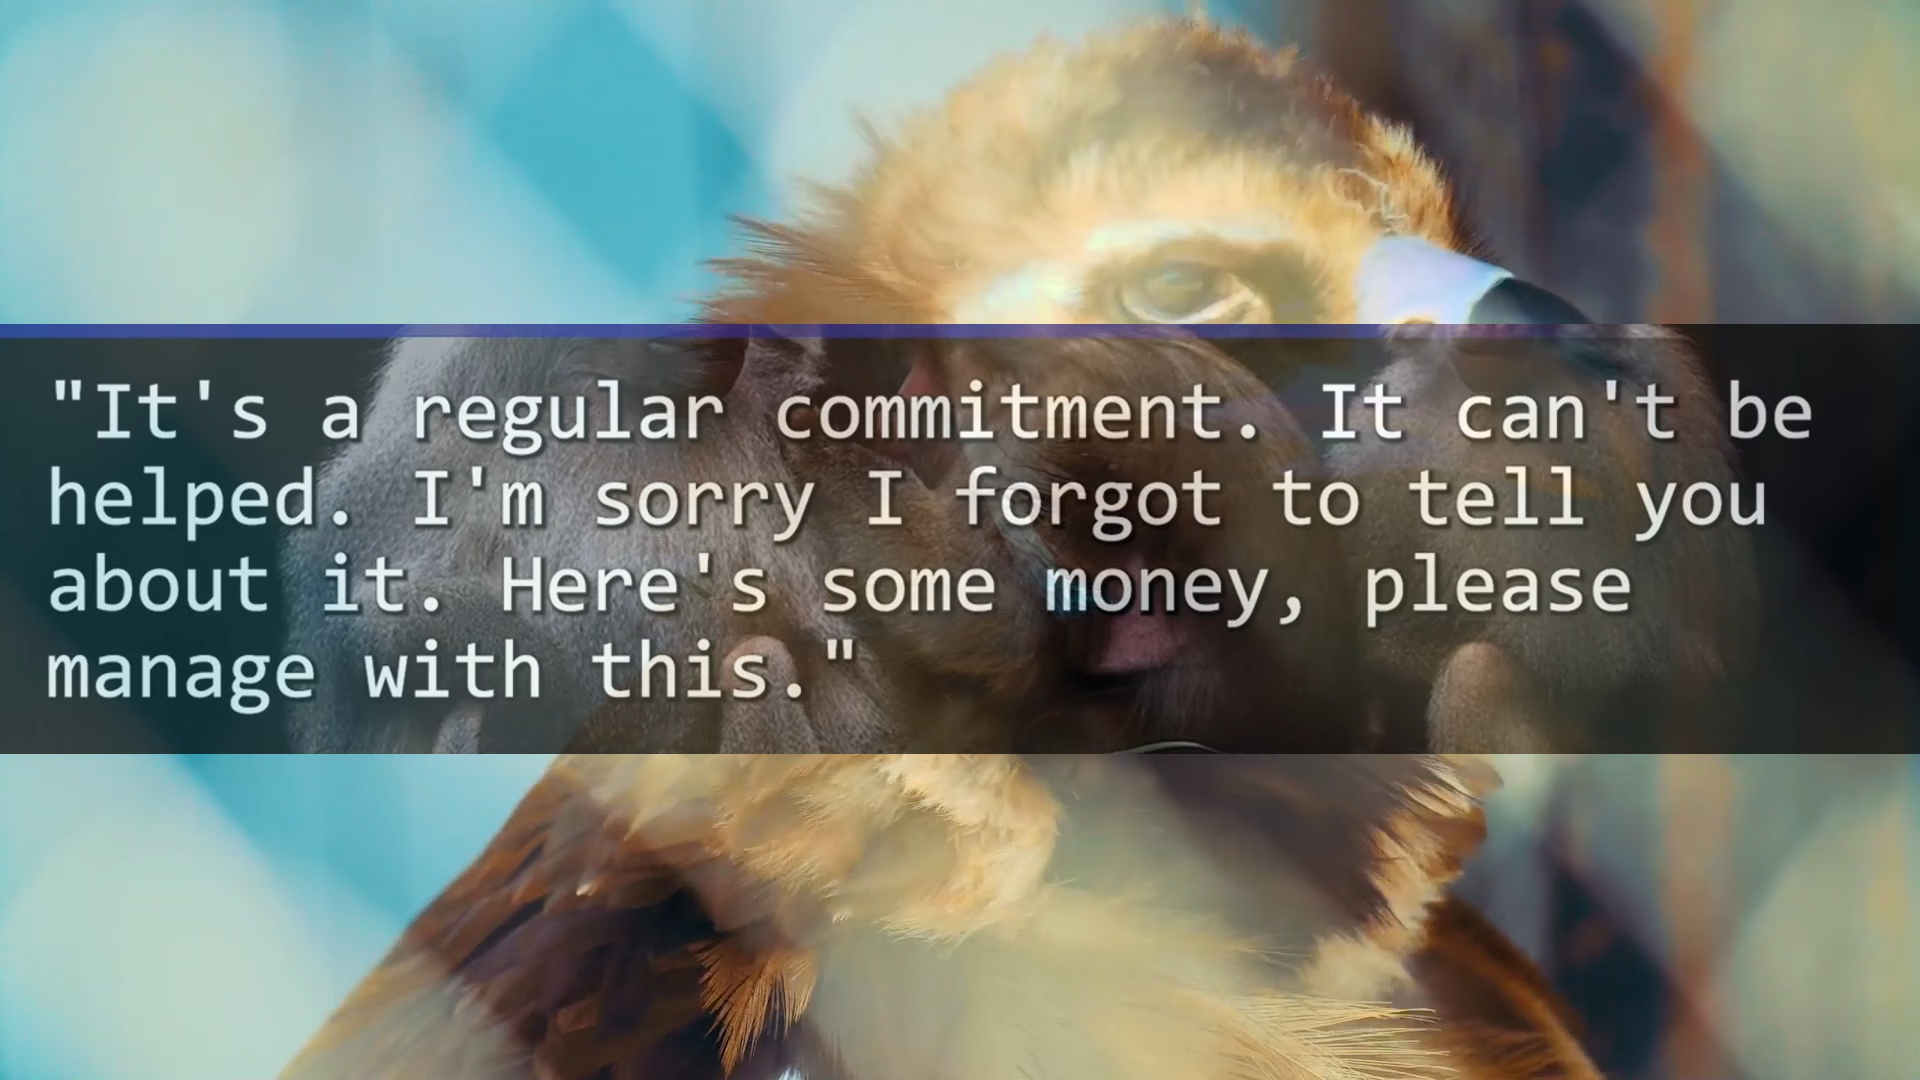 "It's a regular commitment. It can't be
helped. I'm sorry I forgot to tell you
about it. Here's some money, please
manage with this."